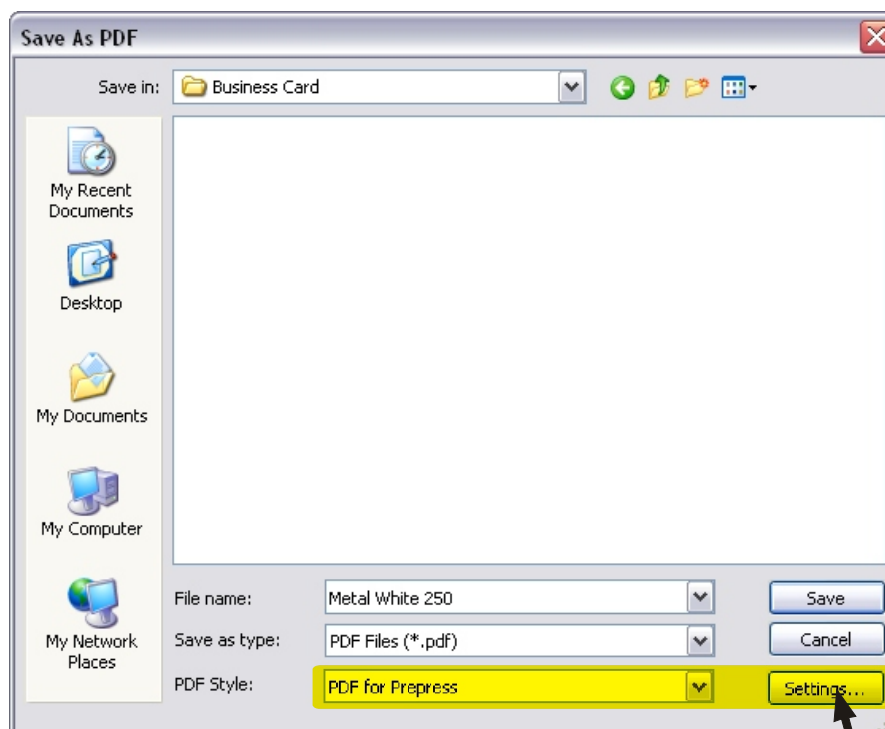 Save As PDF
Save in: Business Card
My Recent
Documents
Desktop
My Documents
My Computer
My Network
Places
File name: Metal White 250 Save
Save as type: PDF Files (*.pdf) Cancel
PDF Style: PDF for Prepress Settings...